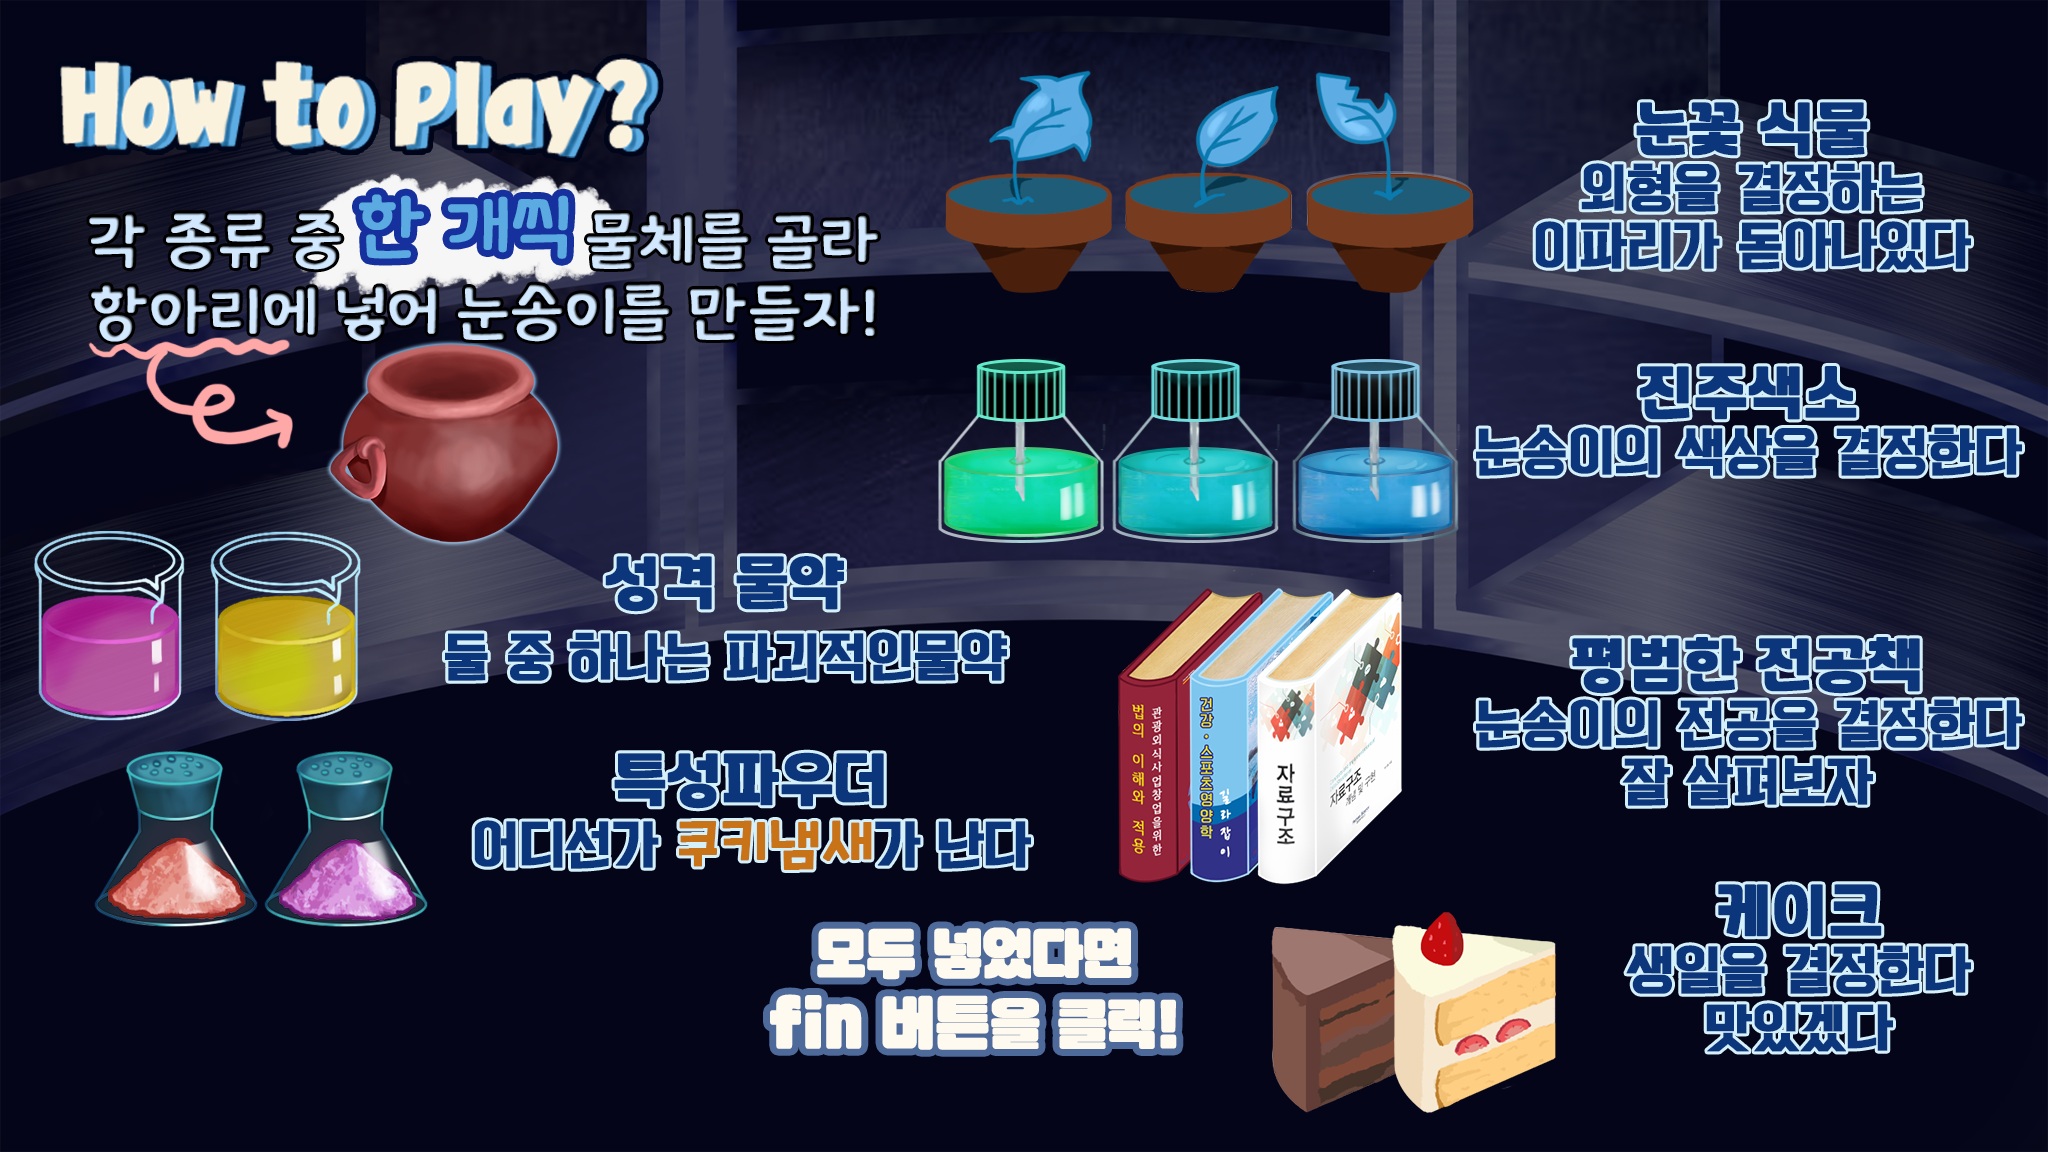 How to Play?
각 종류 중 한 개씩 물체를 골라
항아리에 넣어 눈송이를 만들자!
눈꽃 식물
외형을 결정하는
이파리가 돋아나있다
진주색소
눈송이의 색상을 결정한다
성격 물약
둘 중 하나는 파괴적인물약
특성파우더
어디선가 쿠키냄새가 난다
법의 이해와 적용
관광외식사업창업을위한
건강·스포츠영양학
길라잡이
자료구조
자료구조
개념 및 구현
평범한 전공책
눈송이의 전공을 결정한다
잘 살펴보자
케이크
생일을 결정한다
맛있겠다
모두 넣었다면
fin 버튼을 클릭!